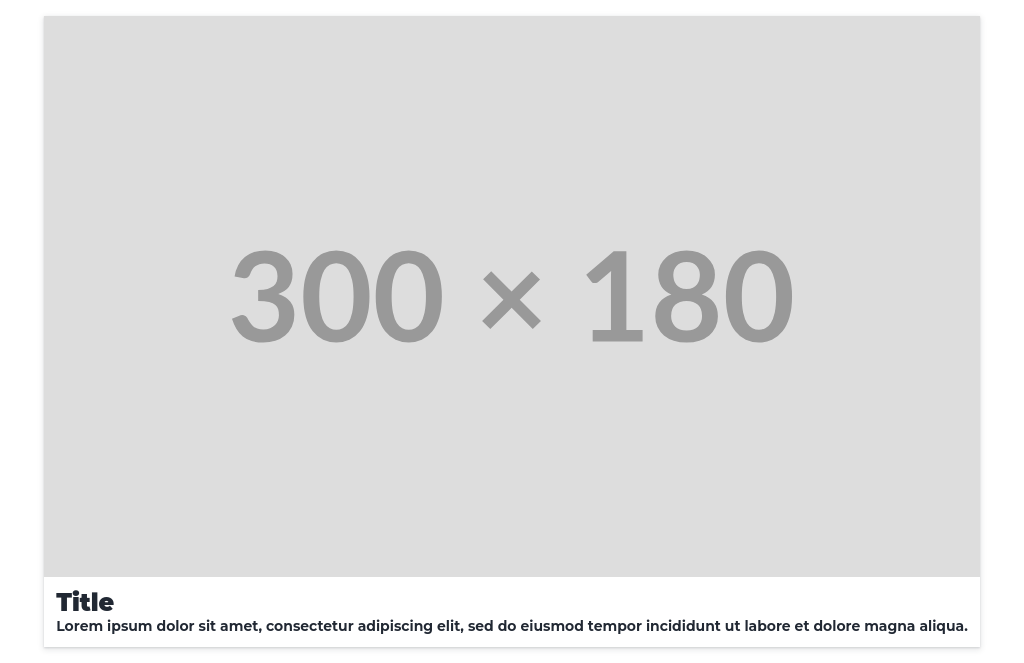 300 × 180
Title
Lorem ipsum dolor sit amet, consectetur adipiscing elit, sed do eiusmod tempor incididunt ut labore et dolore magna aliqua.